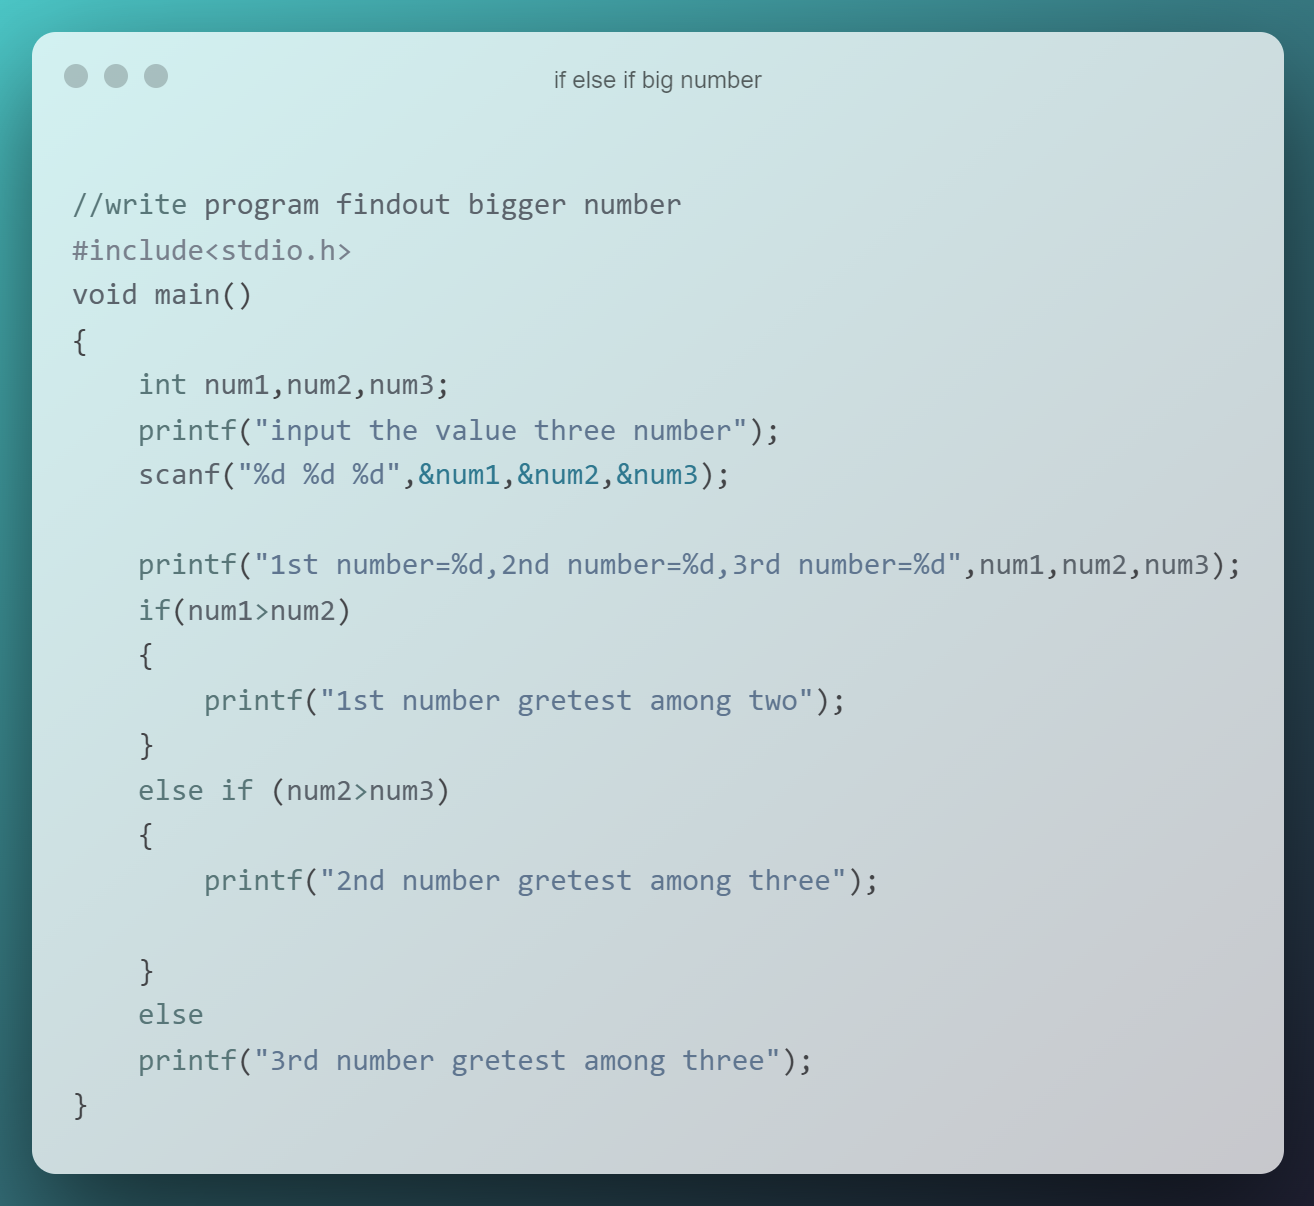 if else if big number
//write program findout bigger number
#include<stdio.h>
void main()
{
    int num1,num2,num3;
    printf("input the value three number");
    scanf("%d %d %d",&num1,&num2,&num3);
    printf("1st number=%d,2nd number=%d,3rd number=%d",num1,num2,num3);
    if(num1>num2)
    {
        printf("1st number gretest among two");
    }
    else if (num2>num3)
    {
        printf("2nd number gretest among three");
    }
    else
    printf("3rd number gretest among three");
}